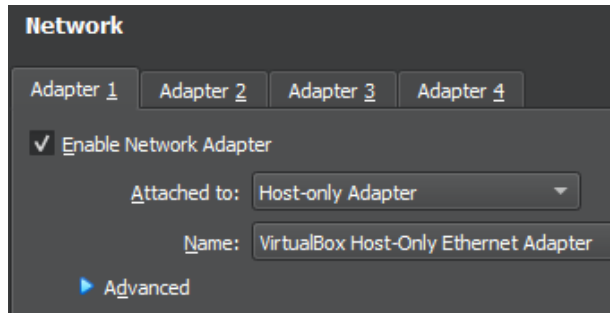 Network
Adapter 1 Adapter 2 Adapter 3 Adapter 4
Enable Network Adapter
Attached to: Host-only Adapter
Name: VirtualBox Host-Only Ethernet Adapter
Advanced